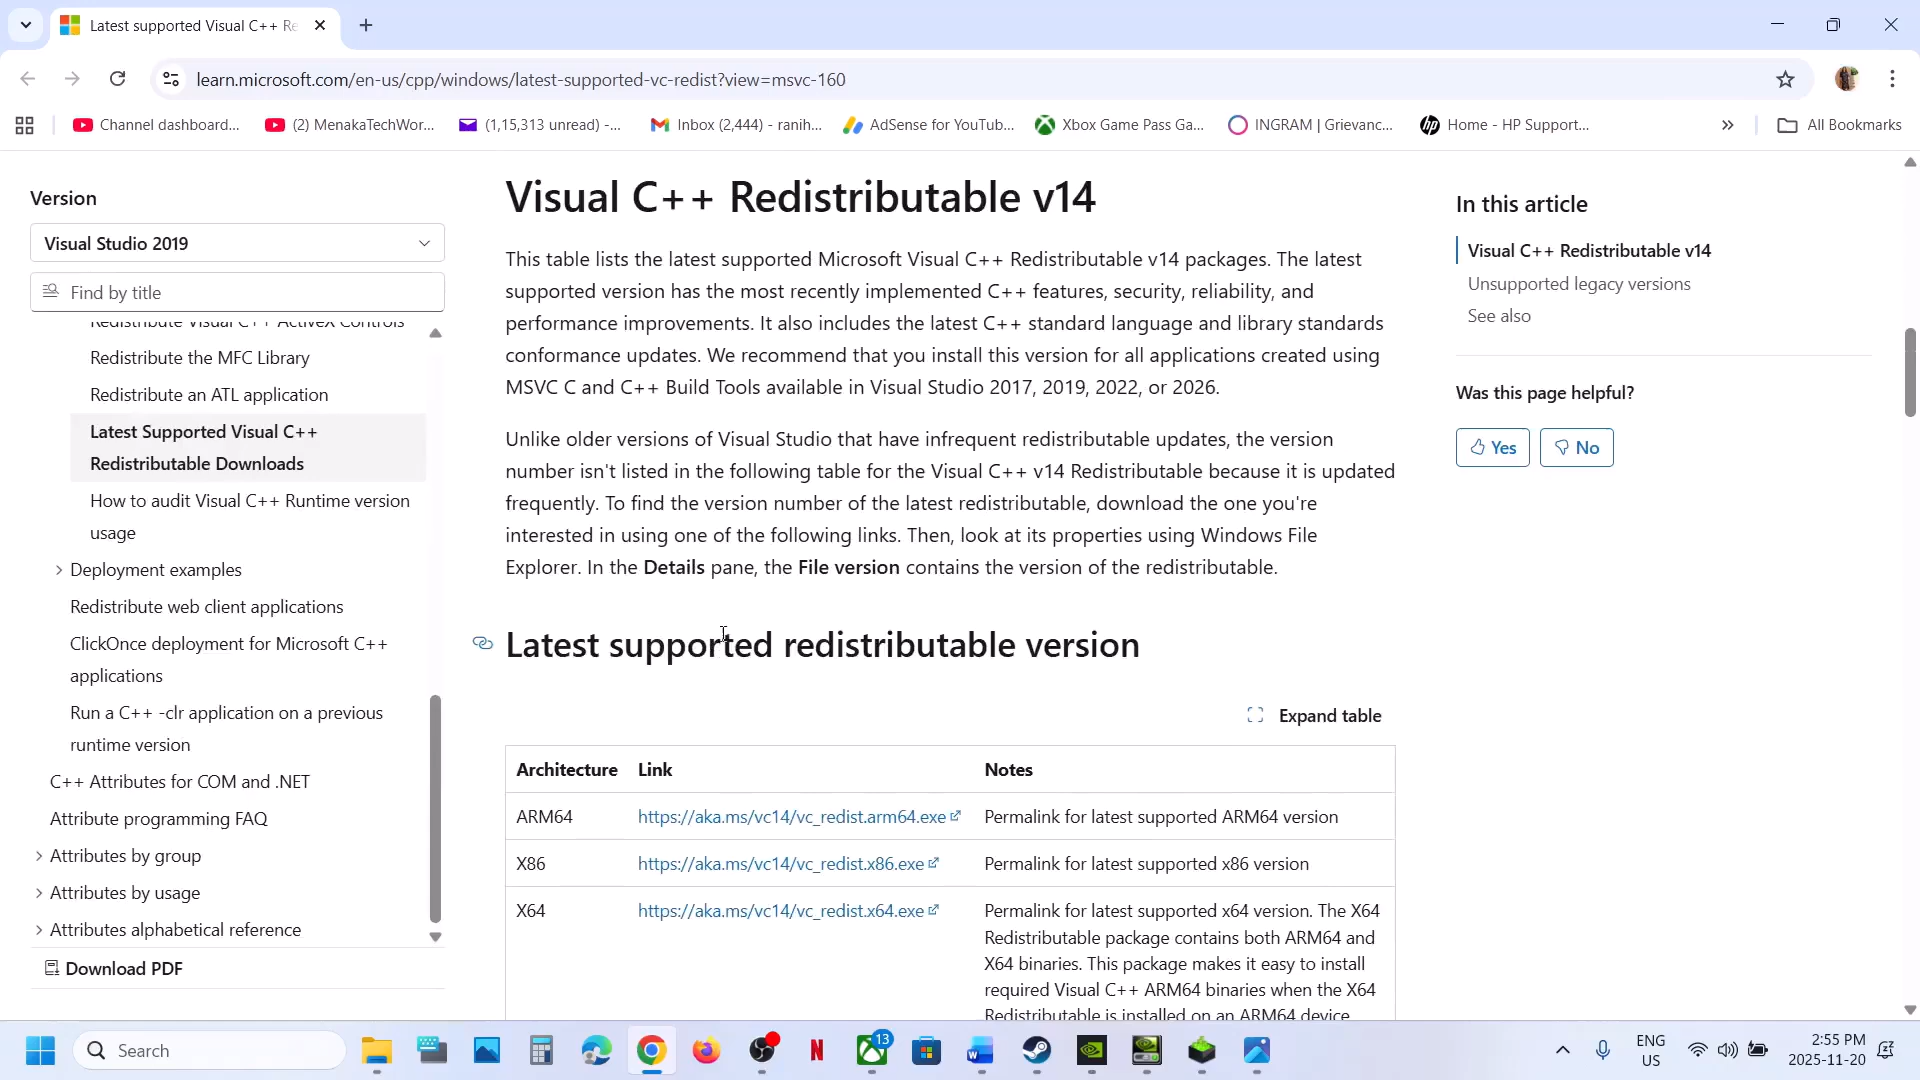 Latest supported Visual C++ Re
learn.microsoft.com/en-us/cpp/windows/latest-supported-vc-redist?view=msvc-160
Channel dashboard...
(2) MenakaTechWor...
(1,15,313 unread) -...
Inbox (2,444) - ranih...
AdSense for YouTub...
Xbox Game Pass Ga...
INGRAM | Grievanc...
Home - HP Support...
All Bookmarks
Version
Visual Studio 2019
Find by title
Redistribute Visual C++ ActiveX Controls
Redistribute the MFC Library
Redistribute an ATL application
Latest Supported Visual C++
Redistributable Downloads
How to audit Visual C++ Runtime version
usage
Deployment examples
Redistribute web client applications
ClickOnce deployment for Microsoft C++
applications
Run a C++ -clr application on a previous
runtime version
C++ Attributes for COM and .NET
Attribute programming FAQ
Attributes by group
Attributes by usage
Attributes alphabetical reference
Download PDF
Visual C++ Redistributable v14
This table lists the latest supported Microsoft Visual C++ Redistributable v14 packages. The latest
supported version has the most recently implemented C++ features, security, reliability, and
performance improvements. It also includes the latest C++ standard language and library standards
conformance updates. We recommend that you install this version for all applications created using
MSVC C and C++ Build Tools available in Visual Studio 2017, 2019, 2022, or 2026.
Unlike older versions of Visual Studio that have infrequent redistributable updates, the version
number isn't listed in the following table for the Visual C++ v14 Redistributable because it is updated
frequently. To find the version number of the latest redistributable, download the one you're
interested in using one of the following links. Then, look at its properties using Windows File
Explorer. In the Details pane, the File version contains the version of the redistributable.
Latest supported redistributable version
Expand table
Architecture Link Notes
ARM64 https://aka.ms/vc14/vc_redist.arm64.exe Permalink for latest supported ARM64 version
X86 https://aka.ms/vc14/vc_redist.x86.exe Permalink for latest supported x86 version
X64 https://aka.ms/vc14/vc_redist.x64.exe Permalink for latest supported x64 version. The X64
Redistributable package contains both ARM64 and
X64 binaries. This package makes it easy to install
required Visual C++ ARM64 binaries when the X64
Redistributable is installed on an ARM64 device
In this article
Visual C++ Redistributable v14
Unsupported legacy versions
See also
Was this page helpful?
Yes
No
Search
13
ENG
US
2:55 PM
2025-11-20